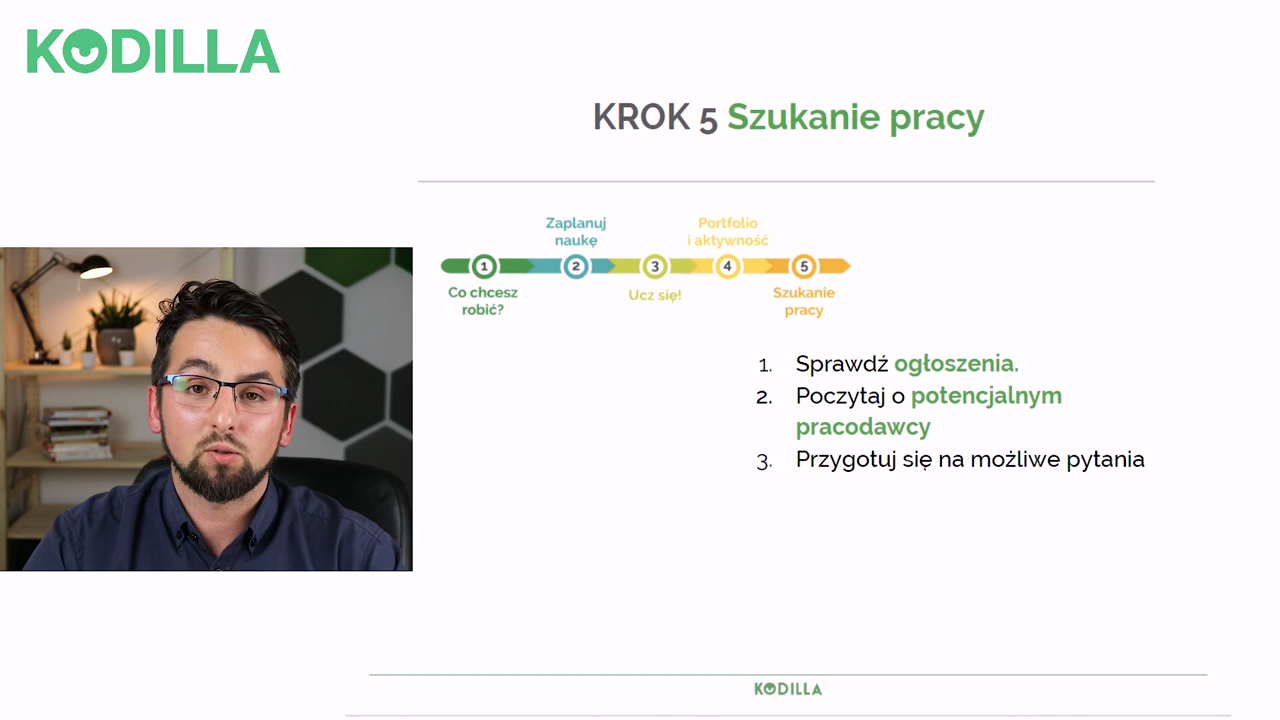 KODILLA
KROK 5 Szukanie pracy
Zaplanuj
naukę
Portfolio
i aktywność
1 2 3 4 5
Co chcesz
robić?
Ucz się!
Szukanie
pracy
1. Sprawdź ogłoszenia.
2. Poczytaj o potencjalnym
pracodawcy
3. Przygotuj się na możliwe pytania
KODILLA